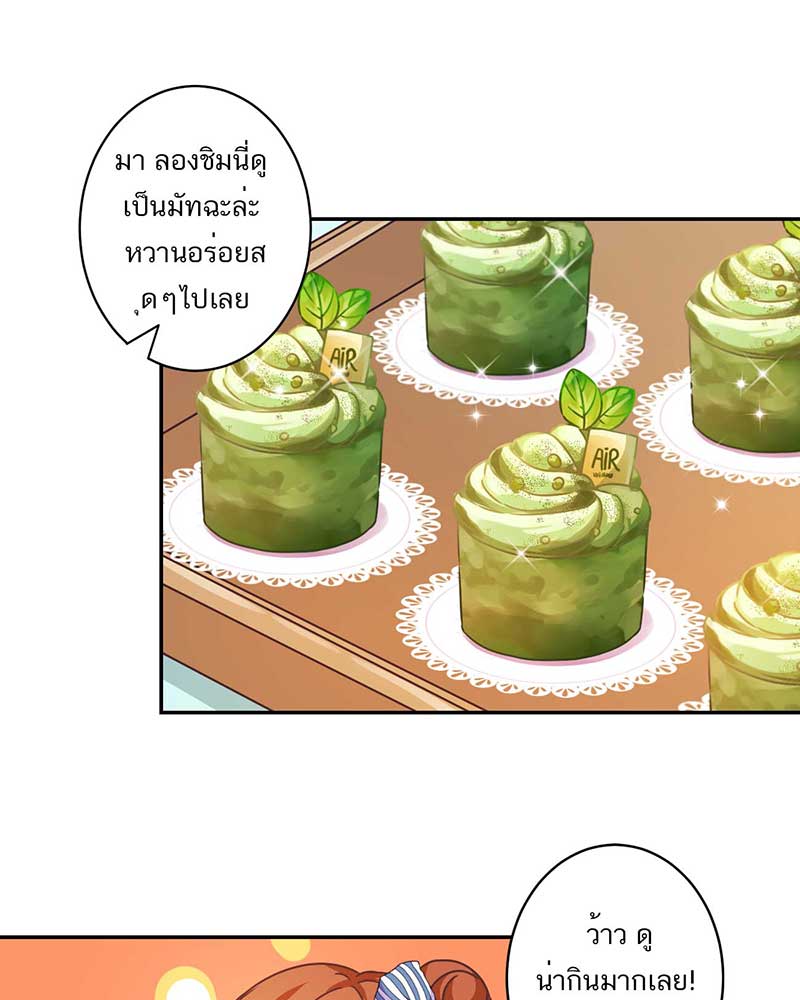 มา ลองชิมนี่ดู
เป็นมัทฉะล่ะ
หวานอร่อยส
ุดๆไปเลย
AiR
AiR
ว้าว ดู
น่ากินมากเลย!